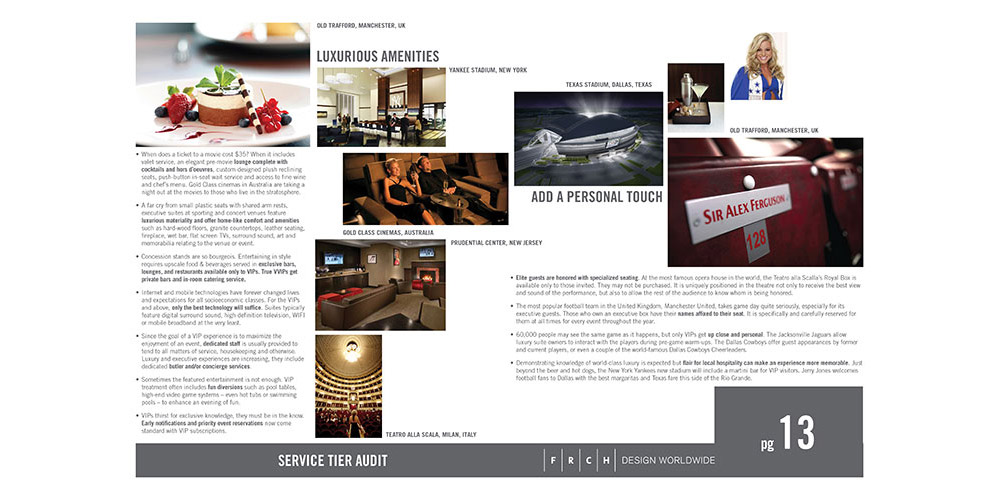 OLD TRAFFORD, MANCHESTER, UK
LUXURIOUS AMENITIES
YANKEE STADIUM, NEW YORK
TEXAS STADIUM, DALLAS, TEXAS
OLD TRAFFORD, MANCHESTER, UK
SIR ALEX FERGUSON
128
ADD A PERSONAL TOUCH
GOLD CLASS CINEMAS, AUSTRALIA
PRUDENTIAL CENTER, NEW JERSEY
TEATRO ALLA SCALA, MILAN, ITALY
• When does a ticket to a movie cost $35? When it includes
valet service, an elegant pre-movie lounge complete with
cocktails and hors d'oeuvres, custom designed plush reclining
seats, push-button in-seat wait service and access to fine wine
and chef's menu. Gold Class cinemas in Australia are taking a
night out at the movies to those who live in the stratosphere.
• A far cry from small plastic seats with shared arm rests,
executive suites at sporting and concert venues feature
luxurious materiality and offer home-like comfort and amenities
such as hard-wood floors, granite countertops, leather seating,
fireplace, wet bar, flat screen TVs, surround sound, art and
memorabilia relating to the venue or event.
• Concession stands are so bourgeois. Entertaining in style
requires upscale food & beverages served in exclusive bars,
lounges, and restaurants available only to VIPs. True VVIPs get
private bars and in-room catering service.
• Internet and mobile technologies have forever changed lives
and expectations for all socioeconomic classes. For the VIPs
and above, only the best technology will suffice. Suites typically
feature digital surround sound, high-definition television, WIFI
or mobile broadband at the very least.
• Since the goal of a VIP experience is to maximize the
enjoyment of an event, dedicated staff is usually provided to
tend to all matters of service, housekeeping and otherwise.
Luxury and executive experiences are increasing, they include
dedicated butler and/or concierge services.
• Sometimes the featured entertainment is not enough. VIP
treatment often includes fun diversions such as pool tables,
high-end video game systems – even hot tubs or swimming
pools – to enhance an evening of fun.
• VIPs thirst for exclusive knowledge, they must be in the know.
Early notifications and priority event reservations now come
standard with VIP subscriptions.
• Elite guests are honored with specialized seating. At the most famous opera house in the world, the Teatro alla Scalla's Royal Box is
available only to those invited. They may not be purchased. It is uniquely positioned in the theatre not only to receive the best view
and sound of the performance, but also to allow the rest of the audience to know whom is being honored.
• The most popular football team in the United Kingdom, Manchester United, takes game day quite seriously, especially for its
executive guests. Those who own an executive box have their names affixed to their seat. It is specifically and carefully reserved for
them at all times for every event throughout the year.
• 60,000 people may see the same game as it happens, but only VIPs get up close and personal. The Jacksonville Jaguars allow
luxury suite owners to interact with the players during pre-game warm-ups. The Dallas Cowboys offer guest appearances by former
and current players, or even a couple of the world-famous Dallas Cowboys Cheerleaders.
• Demonstrating knowledge of world-class luxury is expected but flair for local hospitality can make an experience more memorable. Just
beyond the beer and hot dogs, the New York Yankees new stadium will include a martini bar for VIP visitors. Jerry Jones welcomes
football fans to Dallas with the best margaritas and Texas fare this side of the Rio Grande.
pg 13
SERVICE TIER AUDIT
F R C H DESIGN WORLDWIDE